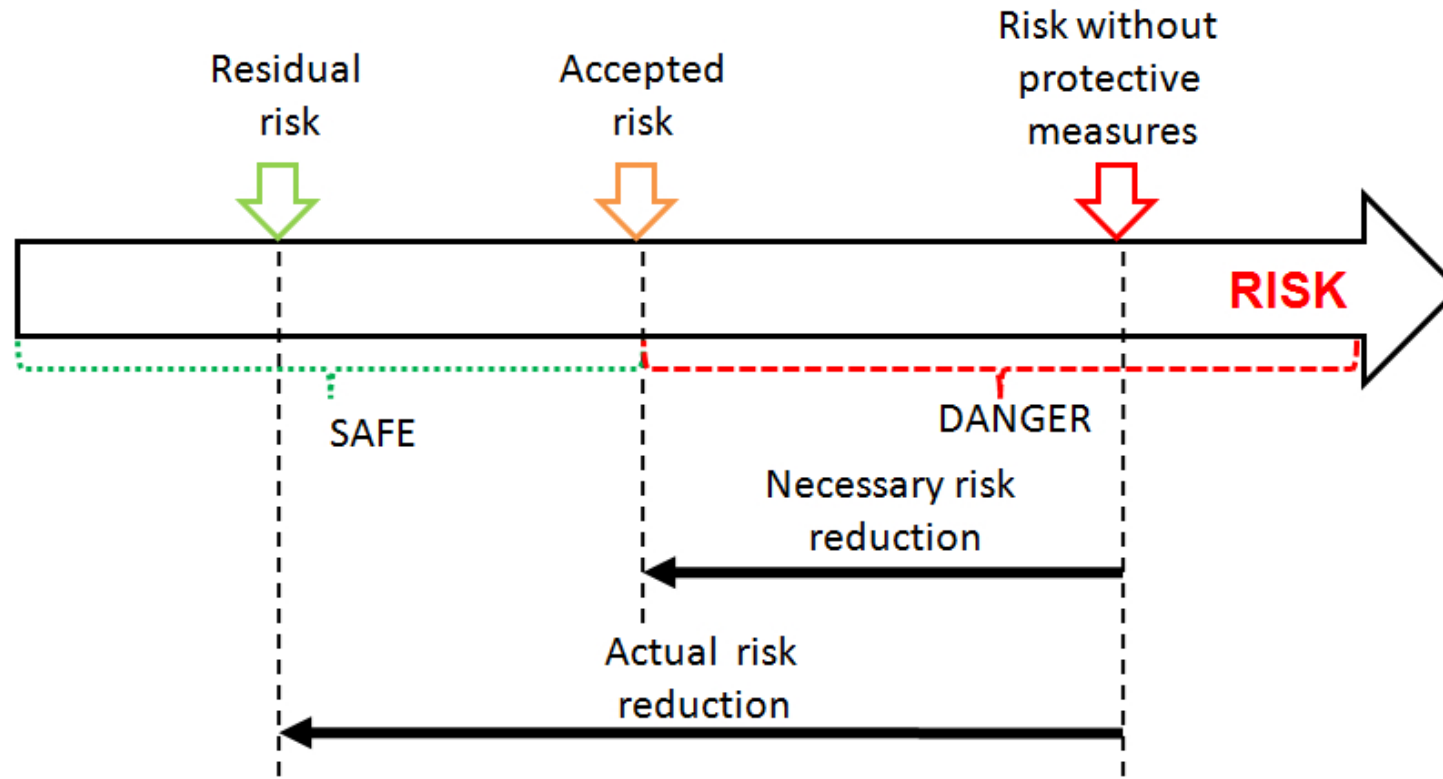 Residual
risk
Accepted
risk
Risk without
protective
measures
RISK
SAFE
DANGER
Necessary risk
reduction
Actual risk
reduction